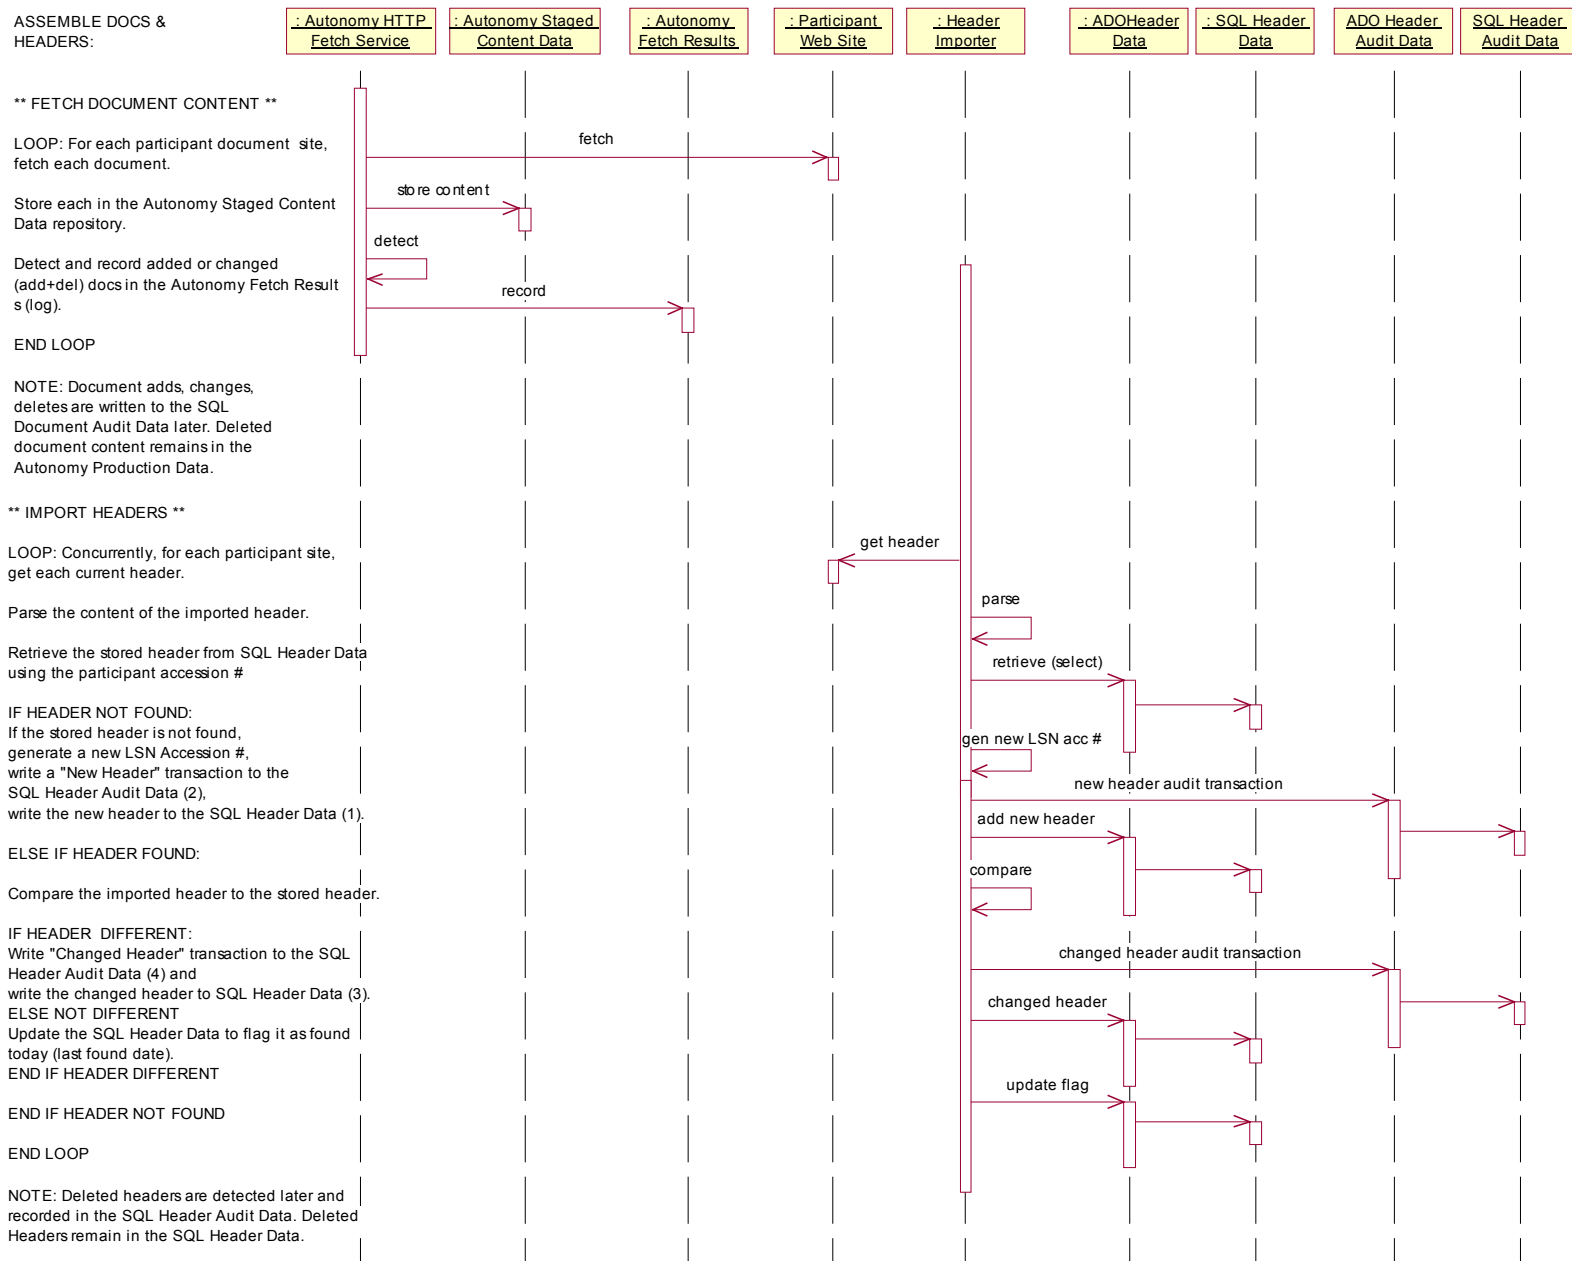 ASSEMBLE DOCS &
HEADERS:
: Autonomy HTTP
Fetch Service
: Autonomy Staged
Content Data
: Autonomy
Fetch Results
: Participant
Web Site
: Header
Importer
: ADOHeader
Data
: SQL Header
Data
ADO Header
Audit Data
SQL Header
Audit Data
** FETCH DOCUMENT CONTENT **
LOOP: For each participant document site,
fetch each document.
fetch
Store each in the Autonomy Staged Content
Data repository.
store content
detect
Detect and record added or changed
(add+del) docs in the Autonomy Fetch Result
s (log).
record
END LOOP
NOTE: Document adds, changes,
deletes are written to the SQL
Document Audit Data later. Deleted
document content remains in the
Autonomy Production Data.
** IMPORT HEADERS **
LOOP: Concurrently, for each participant site,
get each current header.
get header
Parse the content of the imported header.
parse
Retrieve the stored header from SQL Header Data
using the participant accession #
retrieve (select)
IF HEADER NOT FOUND:
If the stored header is not found,
generate a new LSN Accession #,
write a "New Header" transaction to the
SQL Header Audit Data (2),
write the new header to the SQL Header Data (1).
gen new LSN acc #
new header audit transaction
add new header
ELSE IF HEADER FOUND:
Compare the imported header to the stored header.
compare
IF HEADER DIFFERENT:
Write "Changed Header" transaction to the SQL
Header Audit Data (4) and
write the changed header to SQL Header Data (3).
changed header audit transaction
changed header
ELSE NOT DIFFERENT
Update the SQL Header Data to flag it as found
today (last found date).
END IF HEADER DIFFERENT
update flag
END IF HEADER NOT FOUND
END LOOP
NOTE: Deleted headers are detected later and
recorded in the SQL Header Audit Data. Deleted
Headers remain in the SQL Header Data.